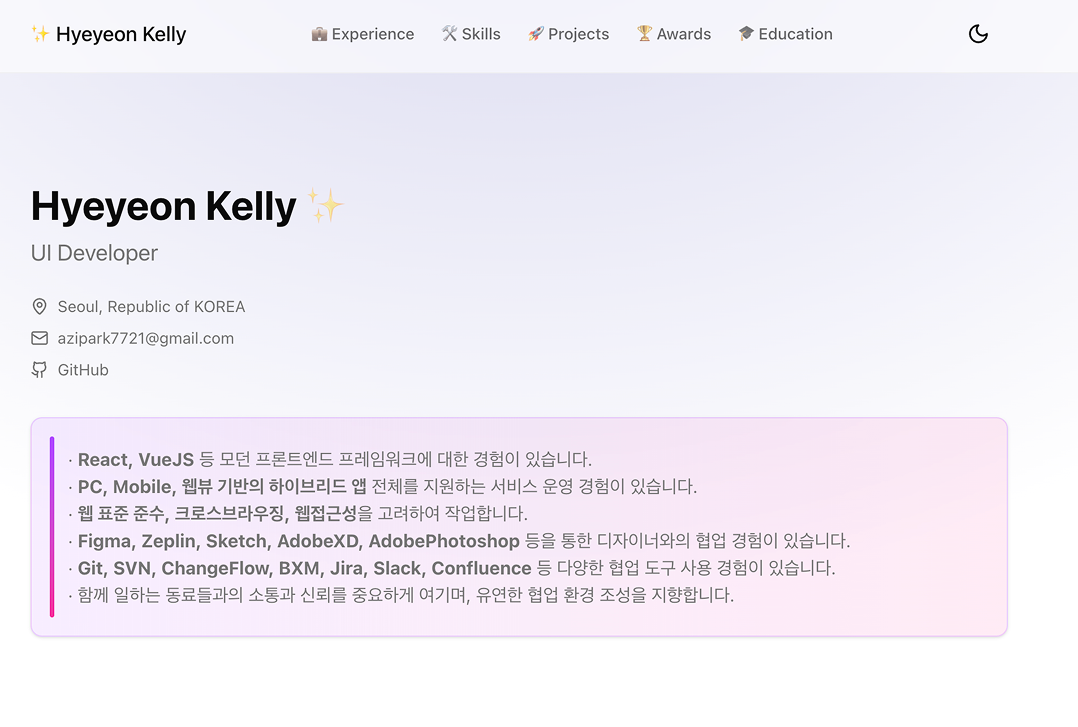 ✨ Hyeyeon Kelly
💼 Experience 🛠️ Skills 🚀 Projects 🏆 Awards 🎓 Education
Hyeyeon Kelly ✨
UI Developer
Seoul, Republic of KOREA
azipark7721@gmail.com
GitHub
· React, VueJS 등 모던 프론트엔드 프레임워크에 대한 경험이 있습니다.
· PC, Mobile, 웹뷰 기반의 하이브리드 앱 전체를 지원하는 서비스 운영 경험이 있습니다.
· 웹 표준 준수, 크로스브라우징, 웹접근성을 고려하여 작업합니다.
· Figma, Zeplin, Sketch, AdobeXD, AdobePhotoshop 등을 통한 디자이너와의 협업 경험이 있습니다.
· Git, SVN, ChangeFlow, BXM, Jira, Slack, Confluence 등 다양한 협업 도구 사용 경험이 있습니다.
· 함께 일하는 동료들과의 소통과 신뢰를 중요하게 여기며, 유연한 협업 환경 조성을 지향합니다.